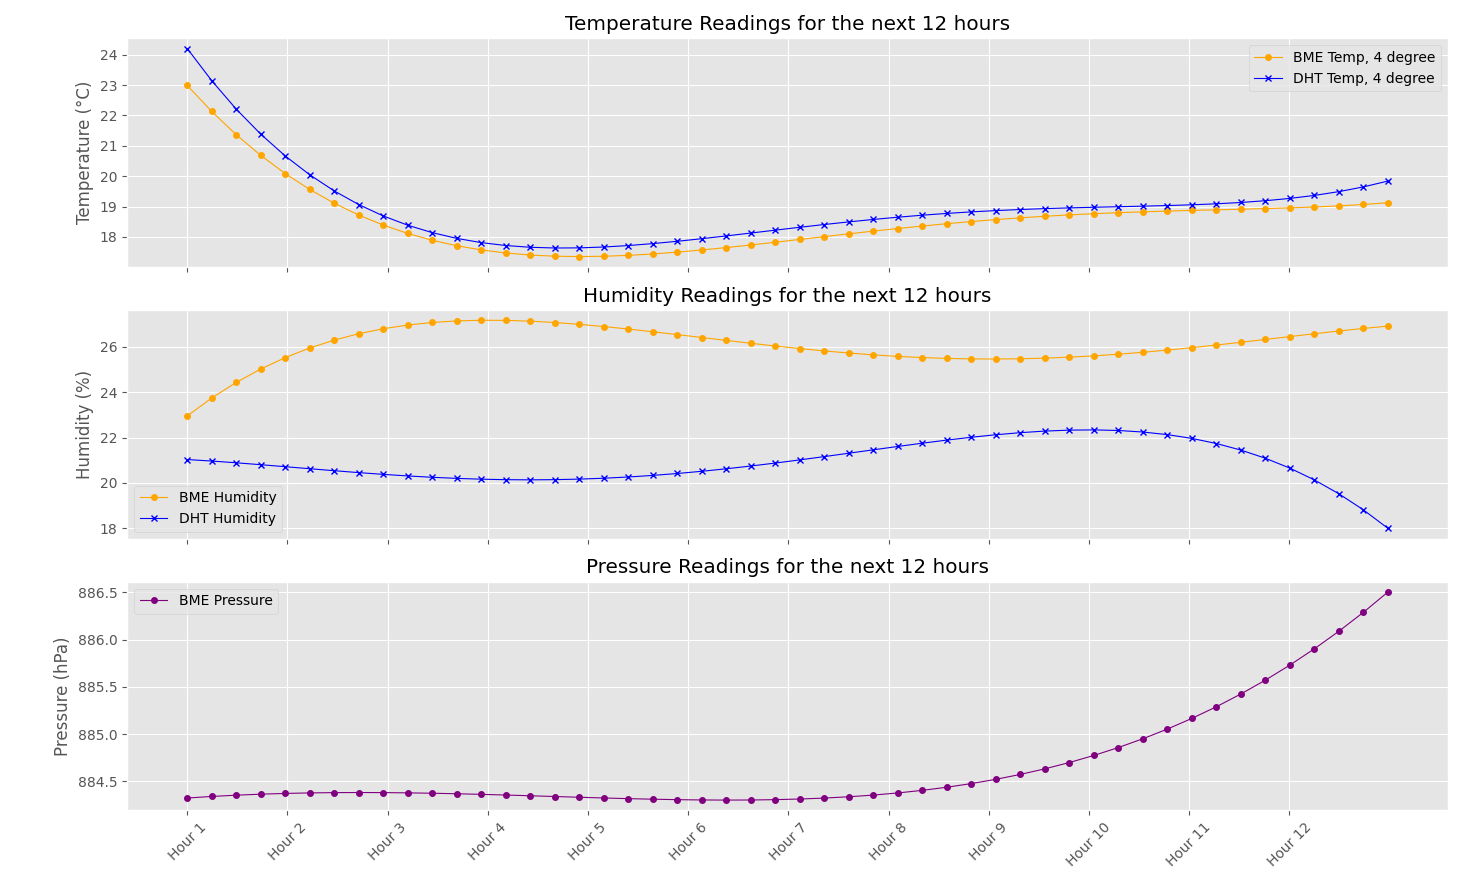 Temperature Readings for the next 12 hours
Temperature (°C)
24
23
22
21
20
19
18
BME Temp, 4 degree
DHT Temp, 4 degree
Humidity Readings for the next 12 hours
Humidity (%)
26
24
22
20
18
BME Humidity
DHT Humidity
Pressure Readings for the next 12 hours
Pressure (hPa)
886.5
886.0
885.5
885.0
884.5
BME Pressure
Hour 1
Hour 2
Hour 3
Hour 4
Hour 5
Hour 6
Hour 7
Hour 8
Hour 9
Hour 10
Hour 11
Hour 12